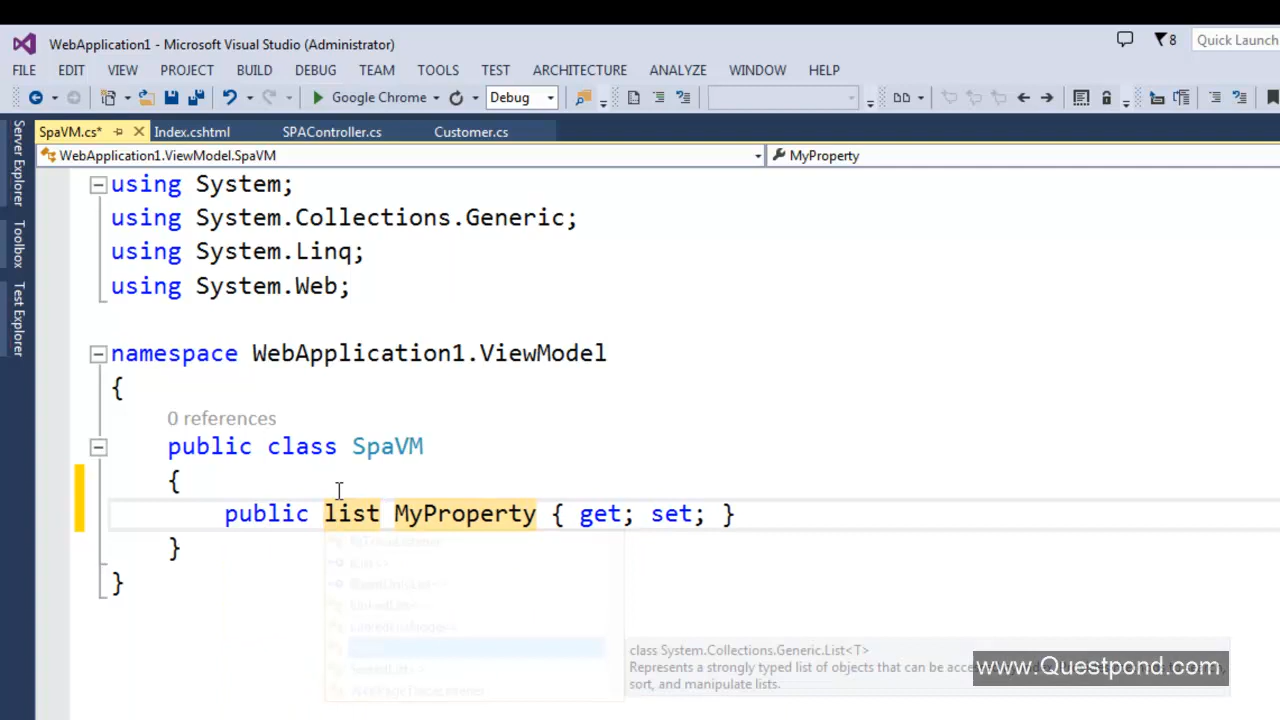 WebApplication1 - Microsoft Visual Studio (Administrator)
8
Quick Launch
FILE EDIT VIEW PROJECT BUILD DEBUG TEAM TOOLS TEST ARCHITECTURE ANALYZE WINDOW HELP
Google Chrome Debug
SpaVM.cs* Index.cshtml SPAController.cs Customer.cs
WebApplication1.ViewModel.SpaVM MyProperty
Server Explorer
Toolbox
Test Explorer
using System;
using System.Collections.Generic;
using System.Linq;
using System.Web;
namespace WebApplication1.ViewModel
{
0 references
public class SpaVM
{
public list MyProperty { get; set; }
}
}
class System.Collections.Generic.List<T>
Represents a strongly typed list of objects that can be
sort, and manipulate lists.
www.Questpond.com